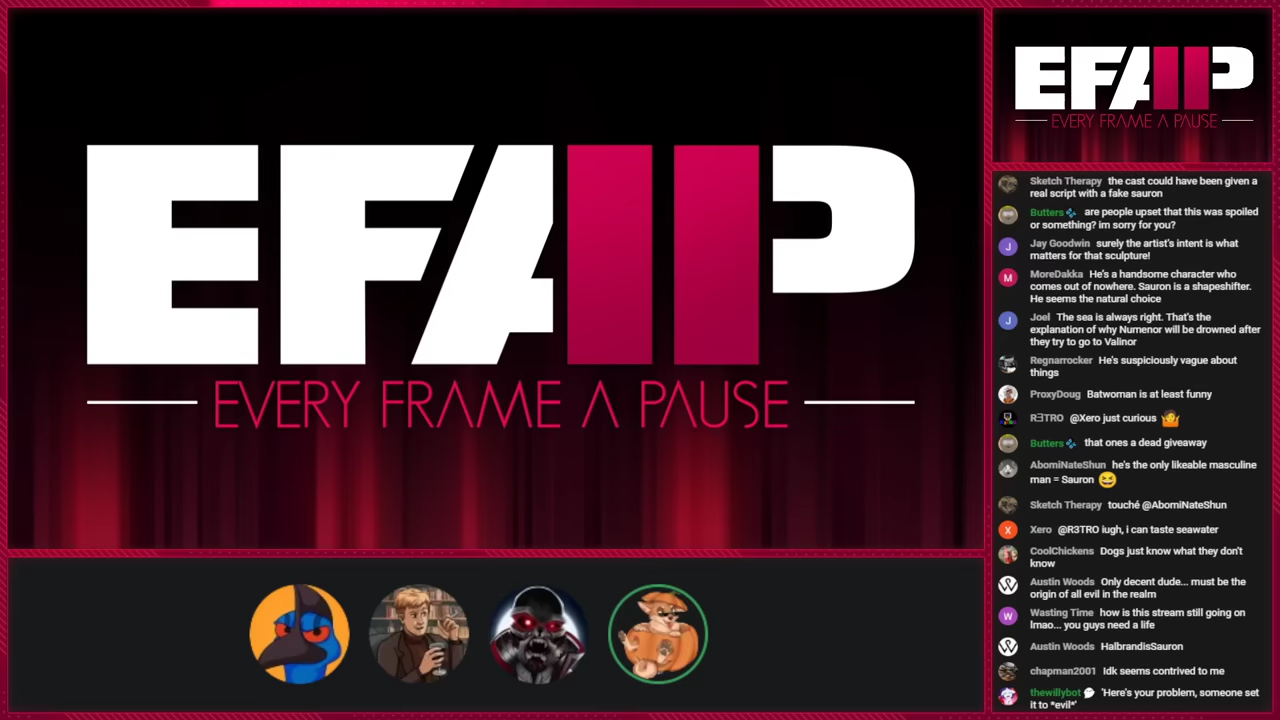 EFAP
EVERY FRAME A PAUSE
EFAP
EVERY FRAME A PAUSE
Sketch Therapy the cast could have been given a
real script with a fake sauron
Butters are people upset that this was spoiled
or something? im sorry for you?
J
Jay Goodwin surely the artist's intent is what
matters for that sculpture!
M
MoreDakka He's a handsome character who
comes out of nowhere. Sauron is a shapeshifter.
He seems the natural choice
J
Joel The sea is always right. That's the
explanation of why Numenor will be drowned after
they try to go to Valinor
Regnarrocker He's suspiciously vague about
things
ProxyDoug Batwoman is at least funny
RƎTRO @Xero just curious 🤷
Butters that ones a dead giveaway
AbomiNateShun he's the only likeable masculine
man = Sauron 😆
Sketch Therapy touché @AbomiNateShun
X
Xero @R3TRO iugh, i can taste seawater
CoolChickens Dogs just know what they don't
know
Austin Woods Only decent dude... must be the
origin of all evil in the realm
W
Wasting Time how is this stream still going on
lmao... you guys need a life
Austin Woods HalbrandisSauron
chapman2001 Idk seems contrived to me
thewillybot 'Here's your problem, someone set
it to *evil*'